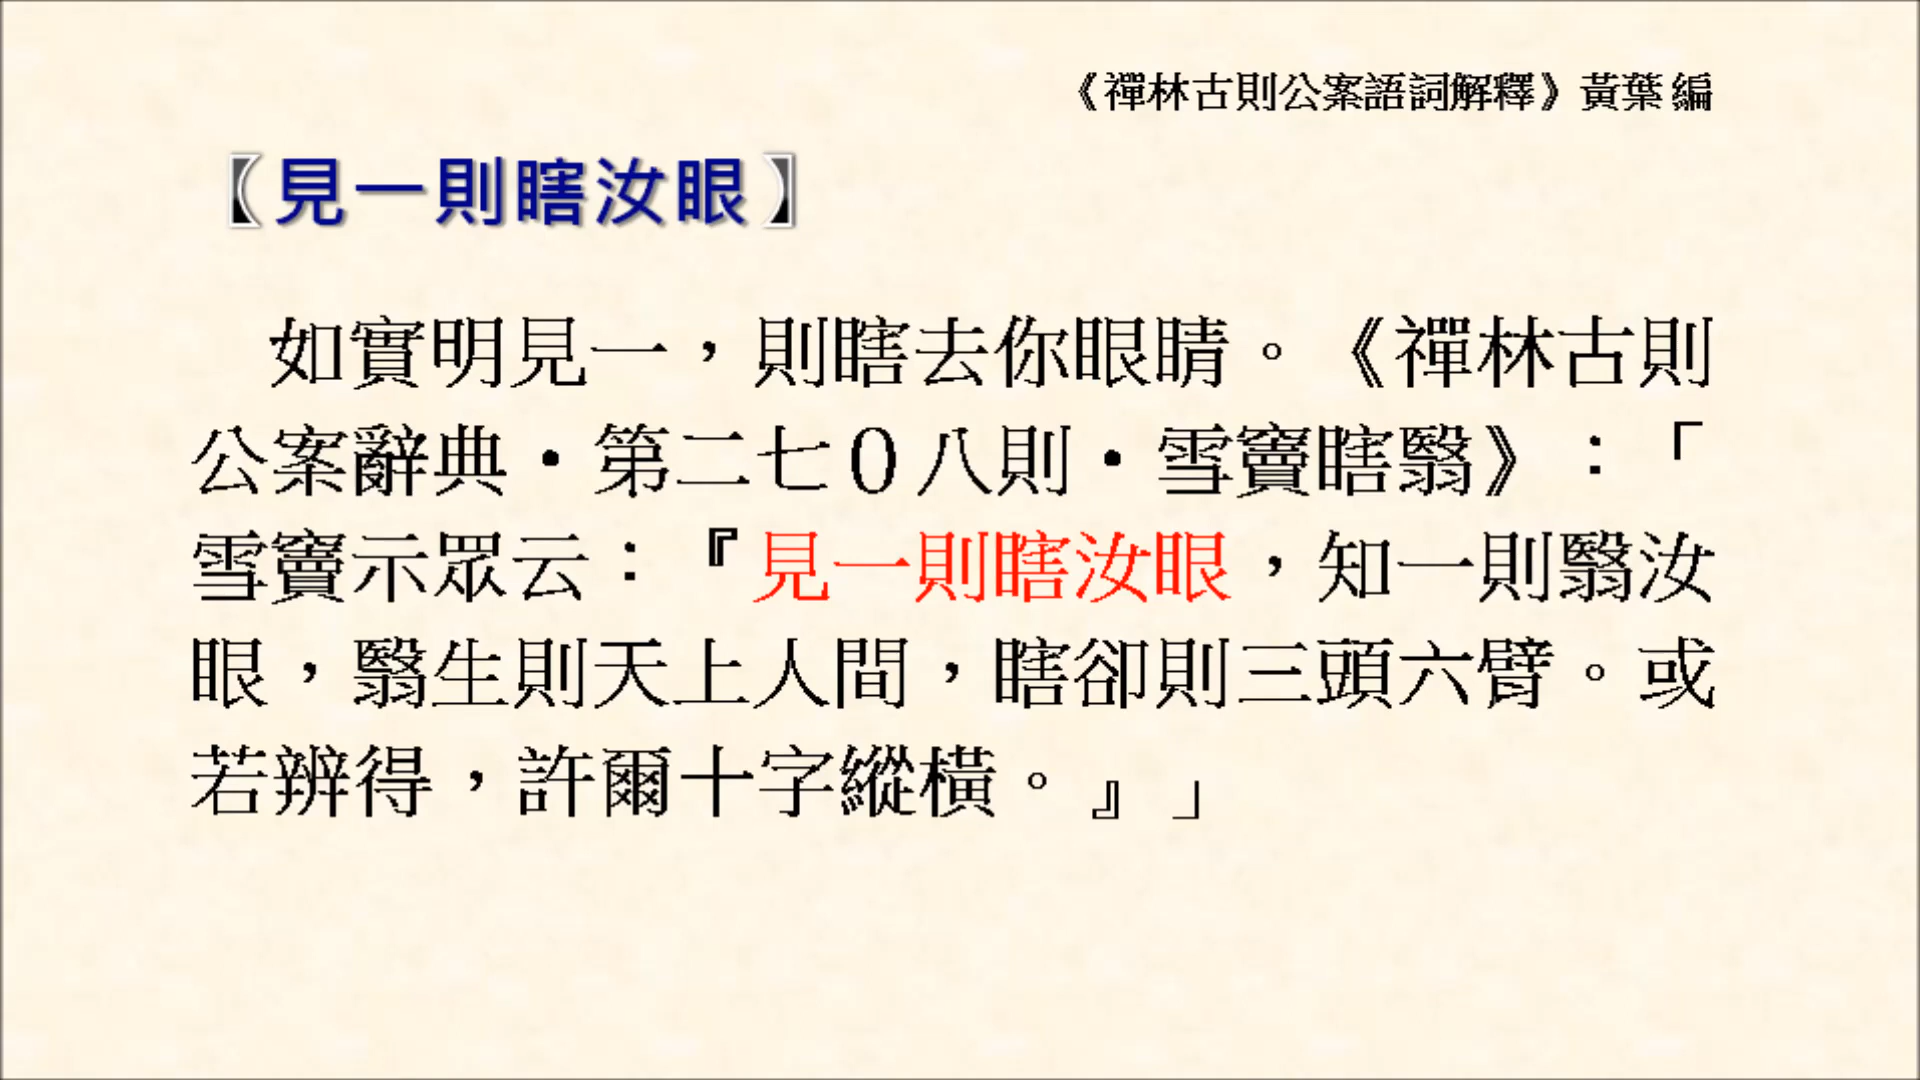 《禪林古則公案語詞解釋》黃葉 編
〖見一則瞎汝眼〗
如實明見一，則瞎去你眼睛。《禪林古則
公案辭典·第二七０八則·雪竇瞎翳》：「
雪竇示眾云：『見一則瞎汝眼，知一則翳汝
眼，翳生則天上人間，瞎卻則三頭六臂。或
若辨得，許爾十字縱橫。』」